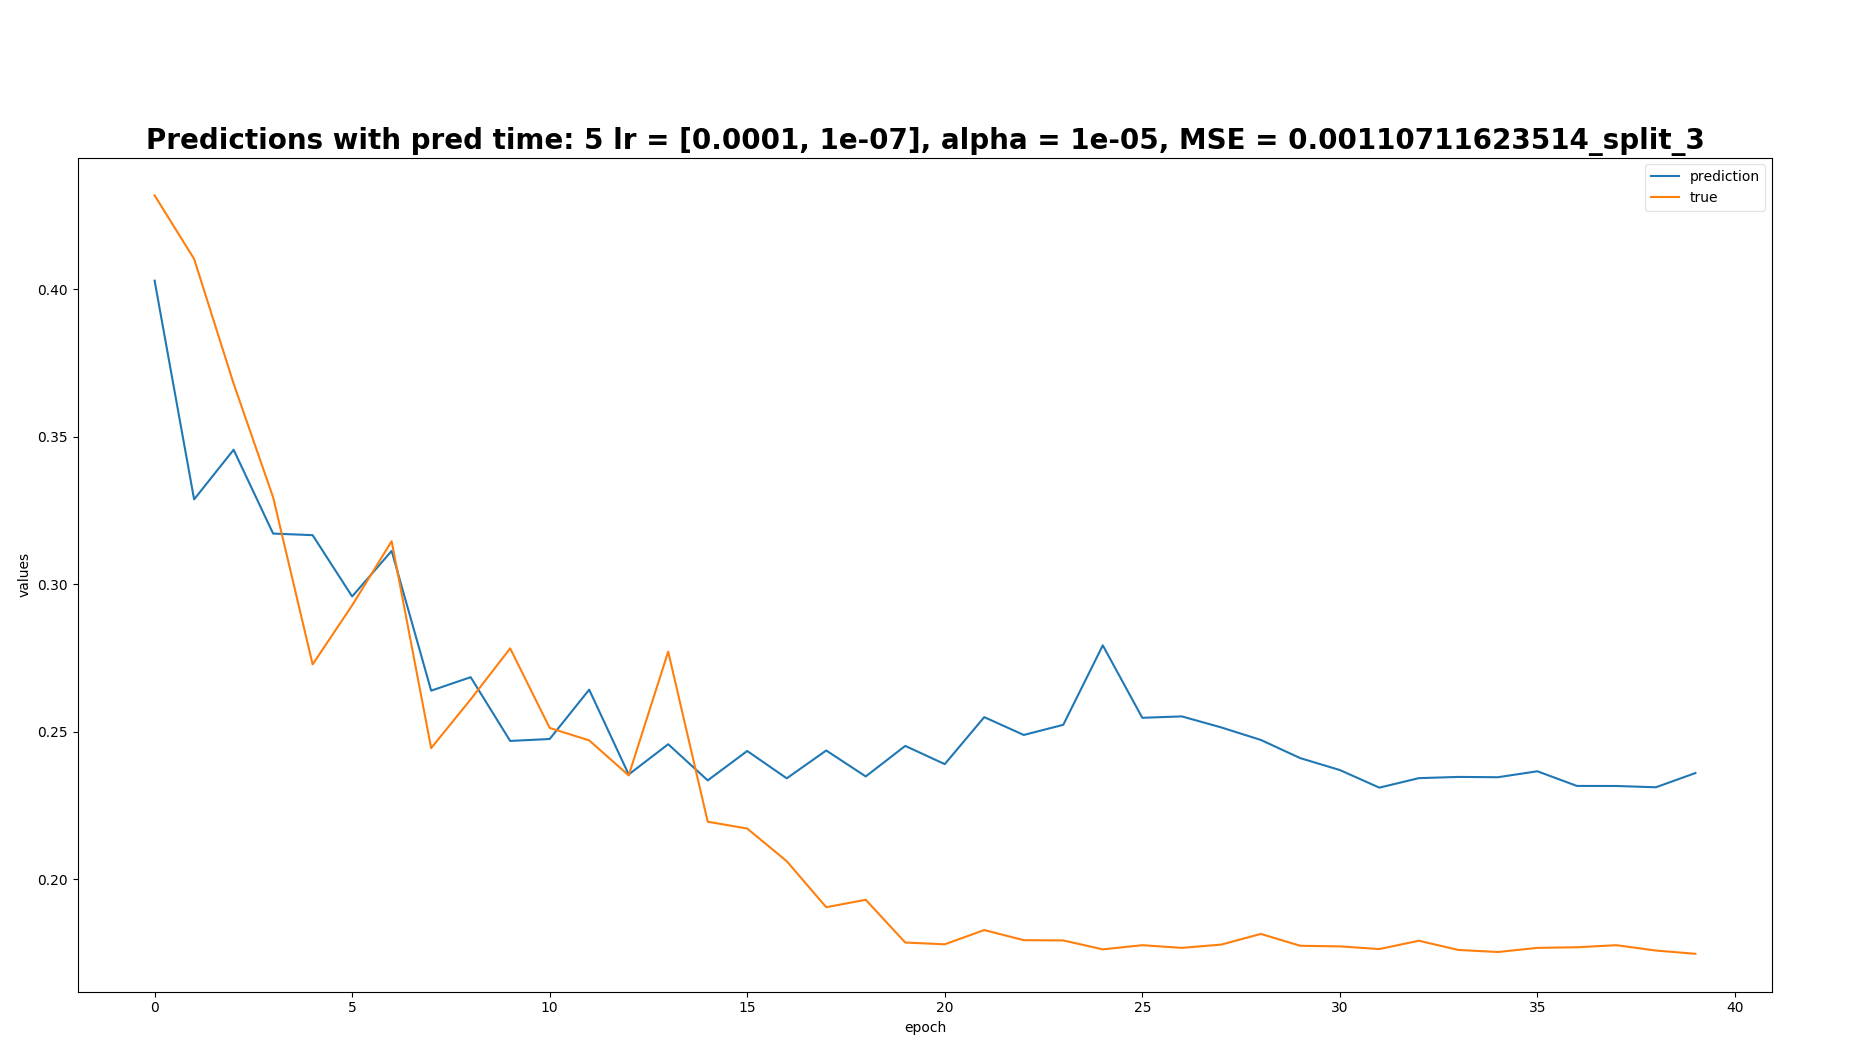 Predictions with pred time: 5 lr = [0.0001, 1e-07], alpha = 1e-05, MSE = 0.00110711623514_split_3
prediction
true
values
0.40
0.35
0.30
0.25
0.20
0 5 10 15 20 25 30 35 40
epoch